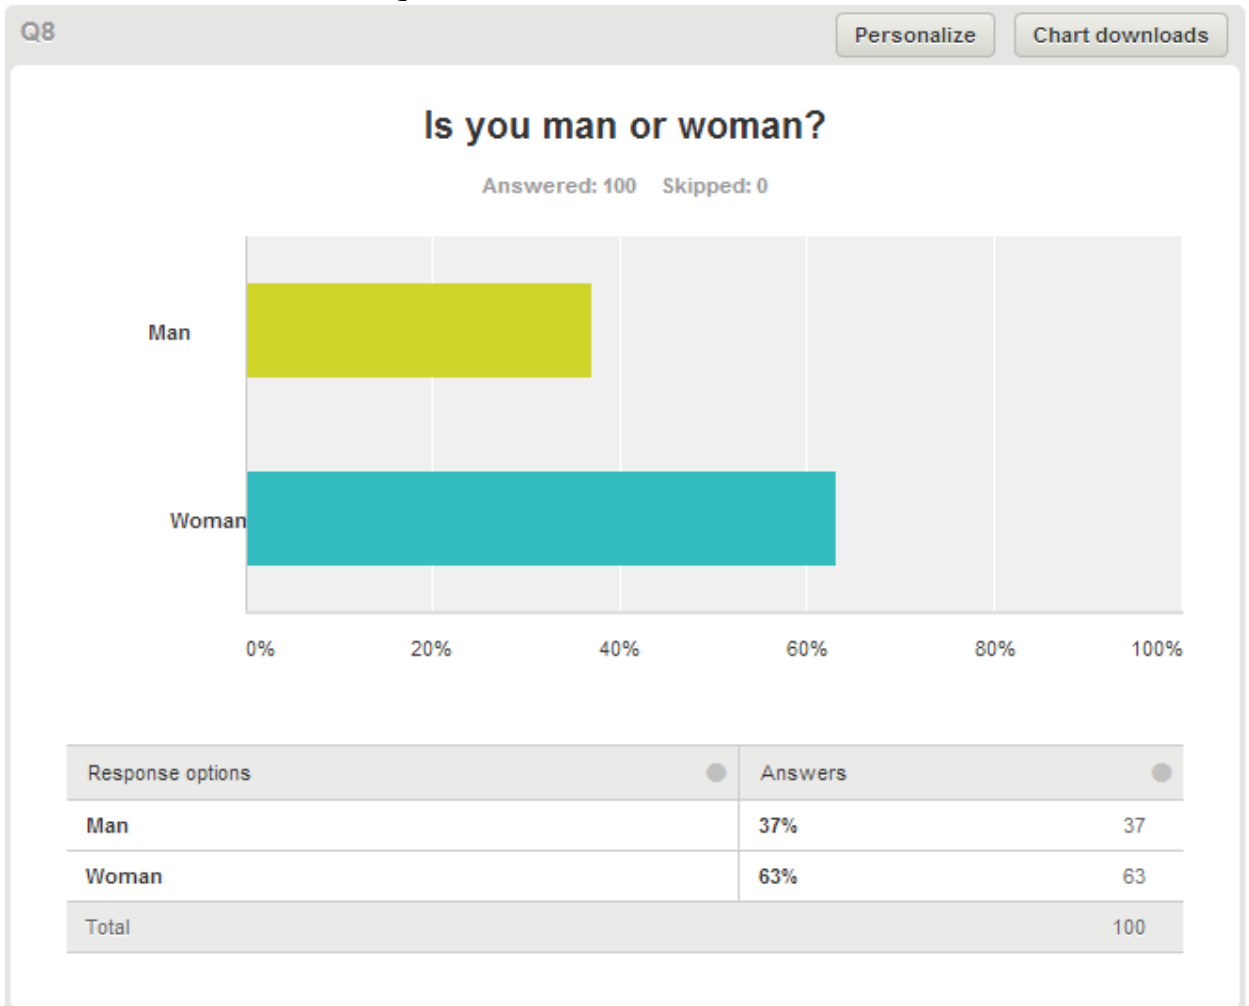 Q8
Personalize
Chart downloads
Is you man or woman?
Answered: 100 Skipped: 0
Man
Woman
0% 20% 40% 60% 80% 100%
Response options Answers
Man 37% 37
Woman 63% 63
Total 100